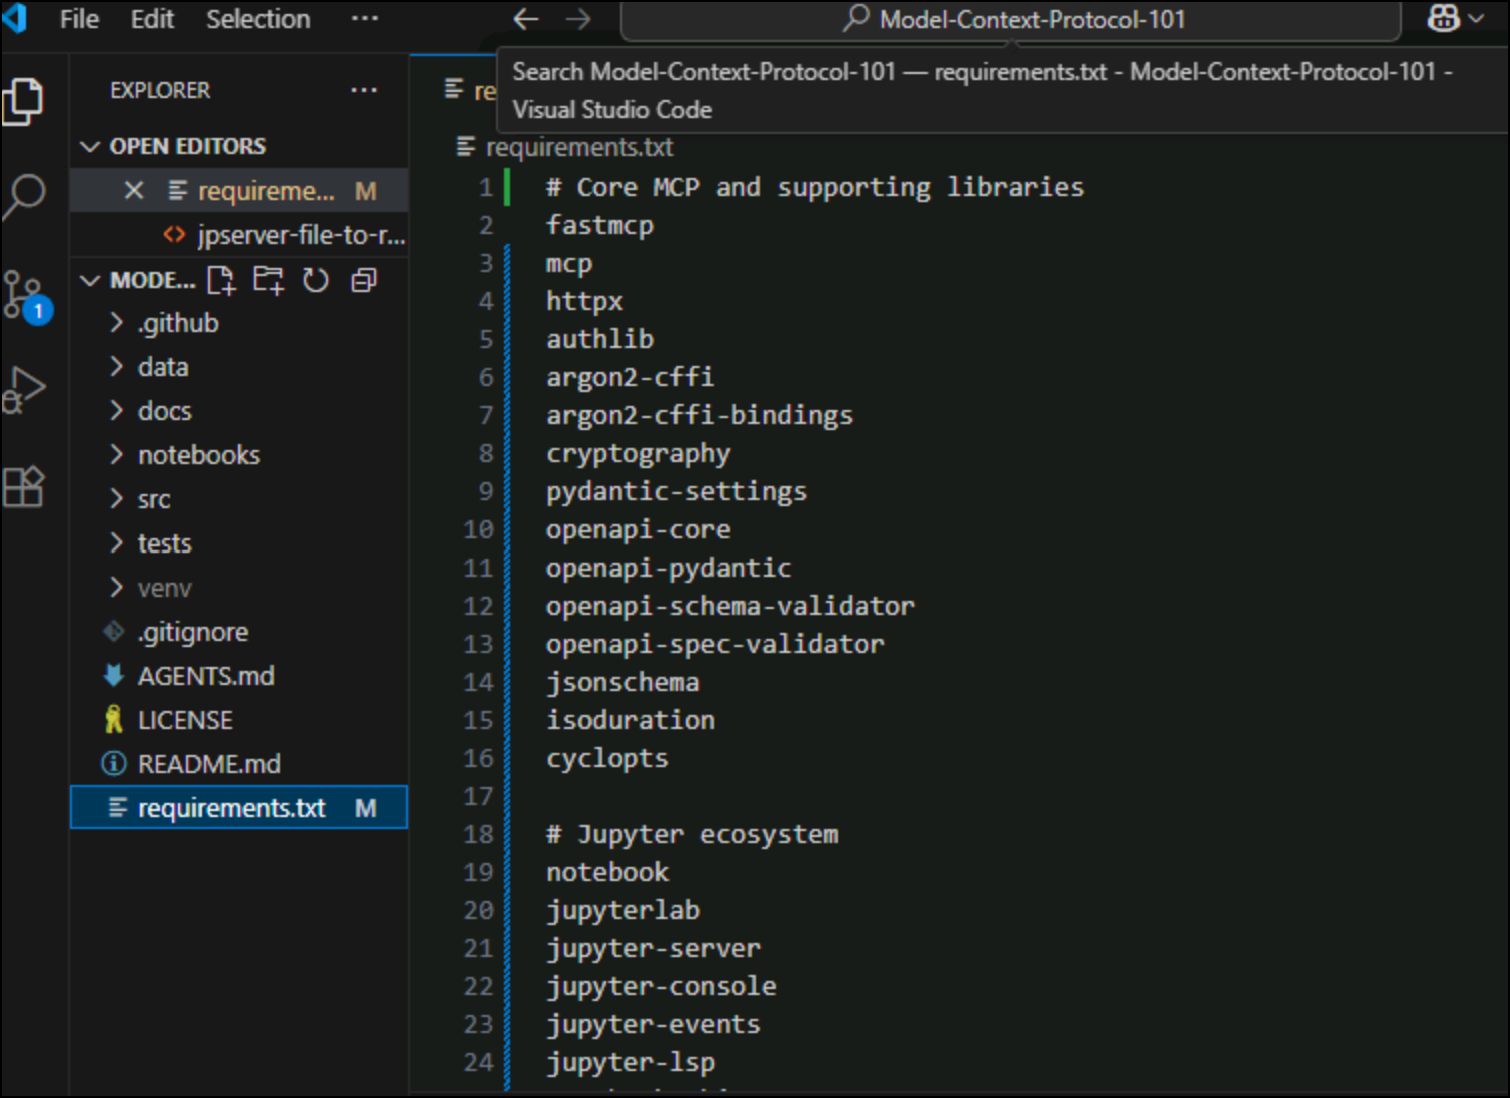 File Edit Selection ···
Model-Context-Protocol-101
Search Model-Context-Protocol-101 — requirements.txt - Model-Context-Protocol-101 -
Visual Studio Code
EXPLORER ···
OPEN EDITORS
requireme... M
jpserver-file-to-r...
MODE...
.github
data
docs
notebooks
src
tests
venv
.gitignore
AGENTS.md
LICENSE
README.md
requirements.txt M
1
re
requirements.txt
1 # Core MCP and supporting libraries
2 fastmcp
3 mcp
4 httpx
5 authlib
6 argon2-cffi
7 argon2-cffi-bindings
8 cryptography
9 pydantic-settings
10 openapi-core
11 openapi-pydantic
12 openapi-schema-validator
13 openapi-spec-validator
14 jsonschema
15 isoduration
16 cyclopts
17
18 # Jupyter ecosystem
19 notebook
20 jupyterlab
21 jupyter-server
22 jupyter-console
23 jupyter-events
24 jupyter-lsp